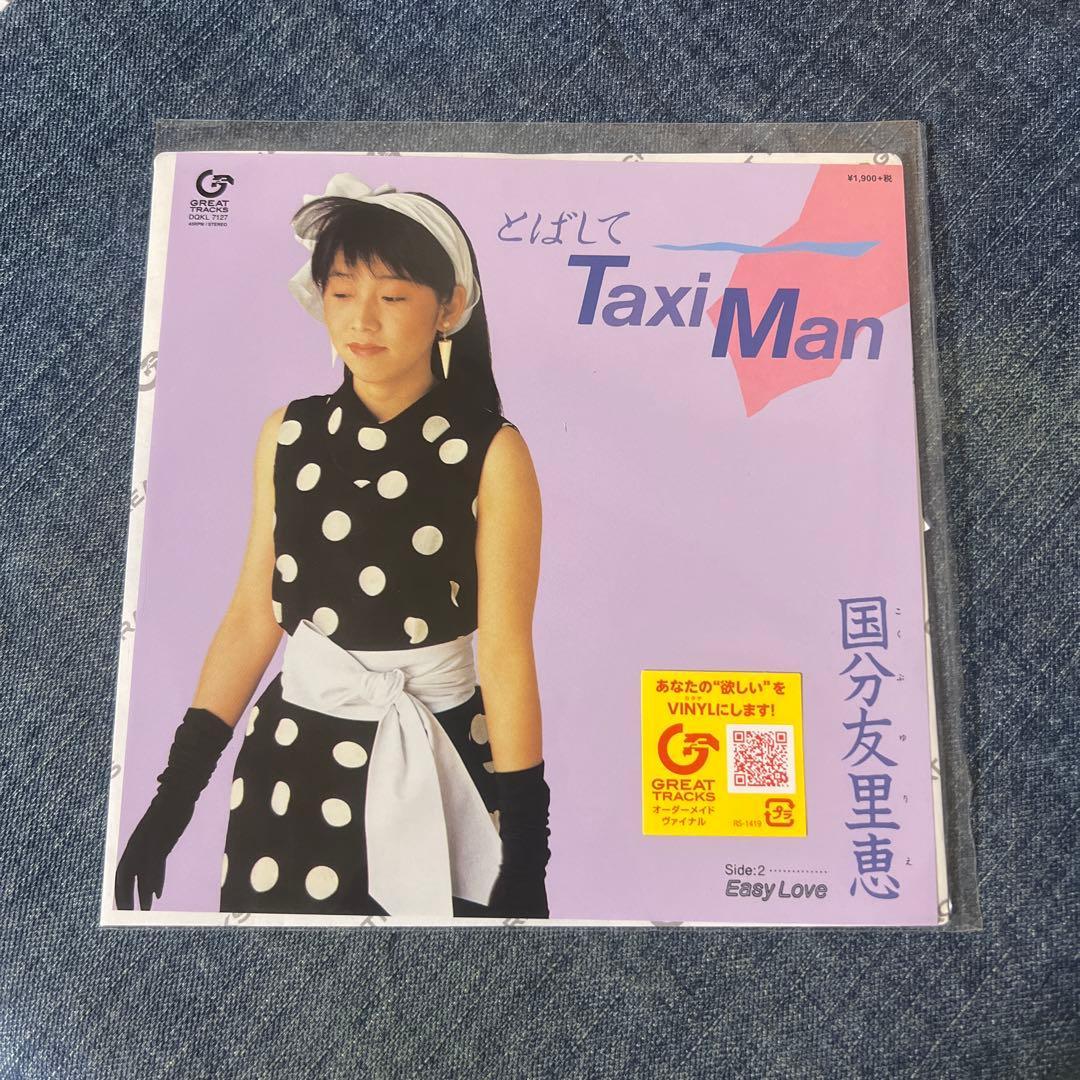 GREAT
TRACKS
DQKL 7127
45RPM / STEREO
¥1,900+税
とばして
Taxi Man
国分友里恵
こくぶゆりえ
あなたの"欲しい"を
VINYLにします!
GREAT
TRACKS
オーダーメイド
ヴァイナル
RS-1419
プラ
Side:2
Easy Love